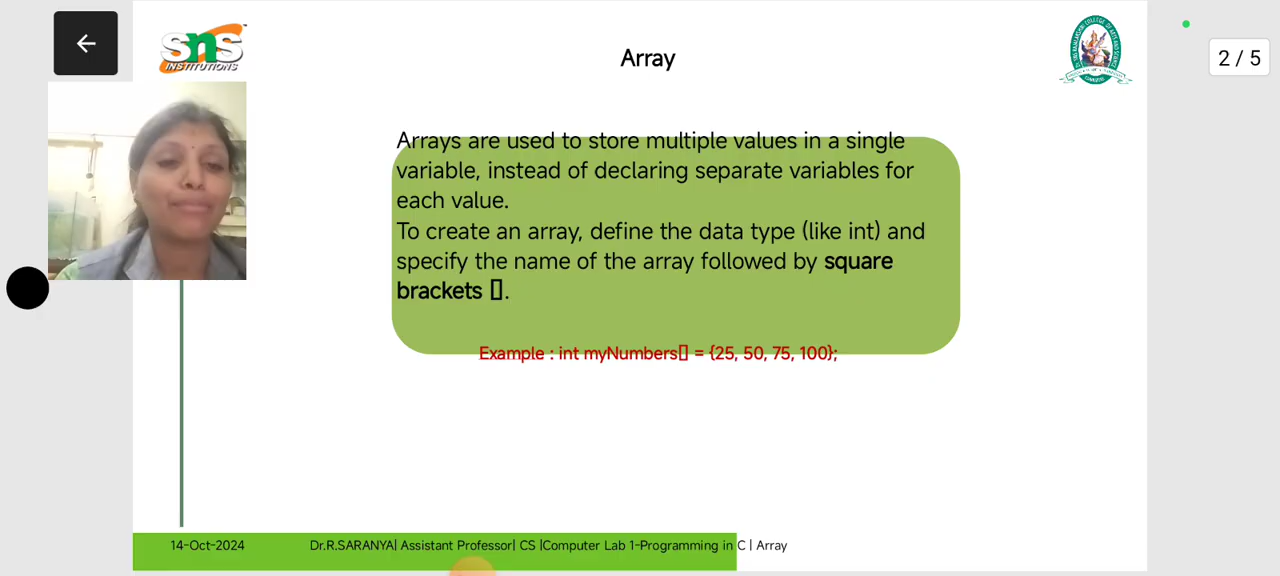 SNS
INSTITUTIONS
Array
2 / 5
Arrays are used to store multiple values in a single
variable, instead of declaring separate variables for
each value.
To create an array, define the data type (like int) and
specify the name of the array followed by square
brackets [].
Example : int myNumbers[] = {25, 50, 75, 100};
14-Oct-2024
Dr.R.SARANYA| Assistant Professor| CS |Computer Lab 1-Programming in C | Array